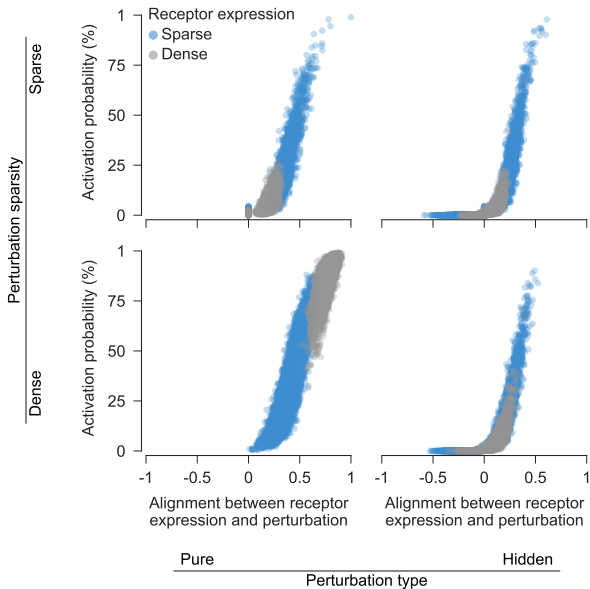 Receptor expression
Sparse
Dense
Activation probability (%)
1
75
50
25
0
Sparse
Perturbation sparsity
Dense
Activation probability (%)
1
75
50
25
0
-1 -0.5 0 0.5 1
-1 -0.5 0 0.5 1
Alignment between receptor
expression and perturbation
Alignment between receptor
expression and perturbation
Pure
Hidden
Perturbation type